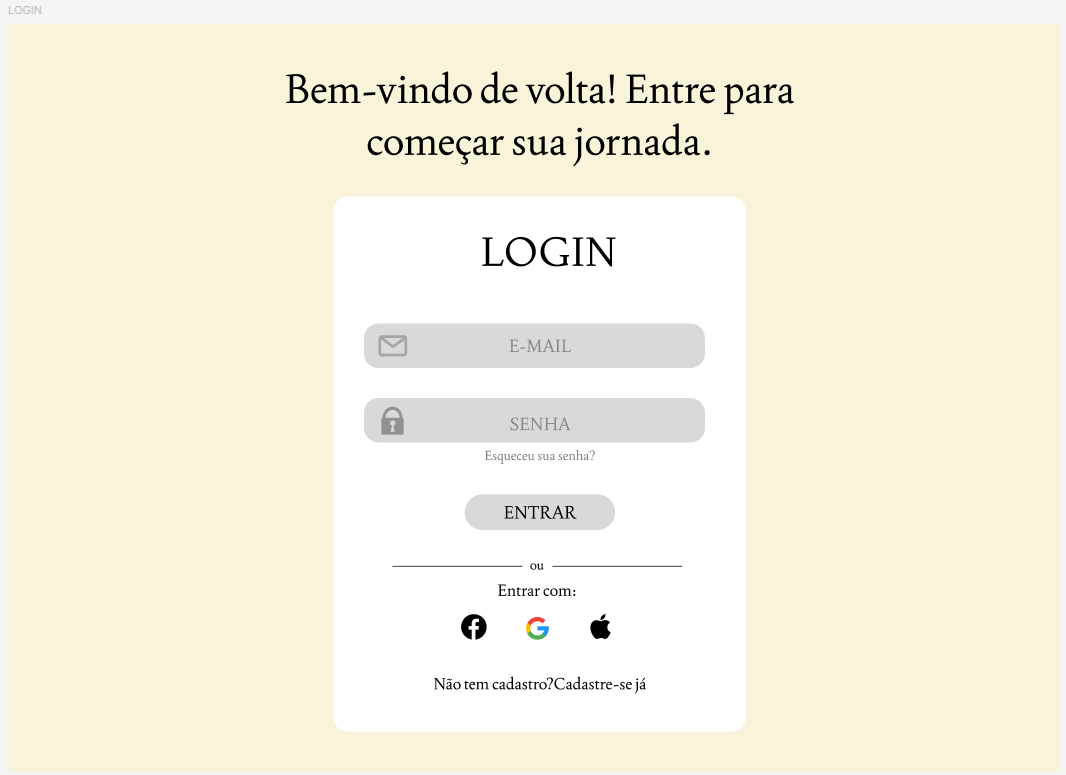 LOGIN
Bem-vindo de volta! Entre para
começar sua jornada.
LOGIN
E-MAIL
SENHA
Esqueceu sua senha?
ENTRAR
ou
Entrar com:
Não tem cadastro?Cadastre-se já